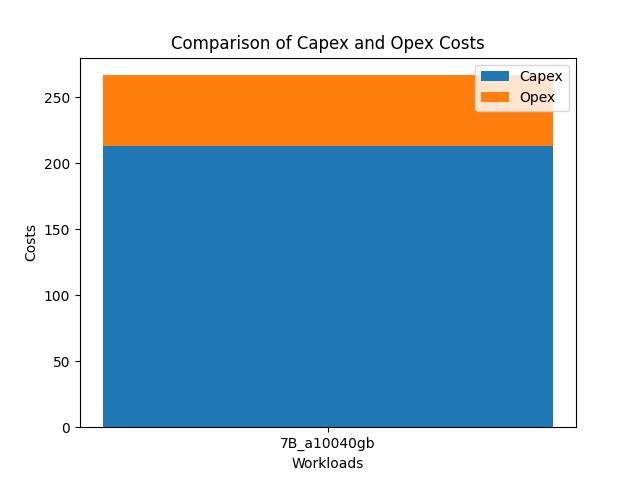 Comparison of Capex and Opex Costs
Capex
Opex
250
200
150
100
50
0
Costs
7B_a10040gb
Workloads